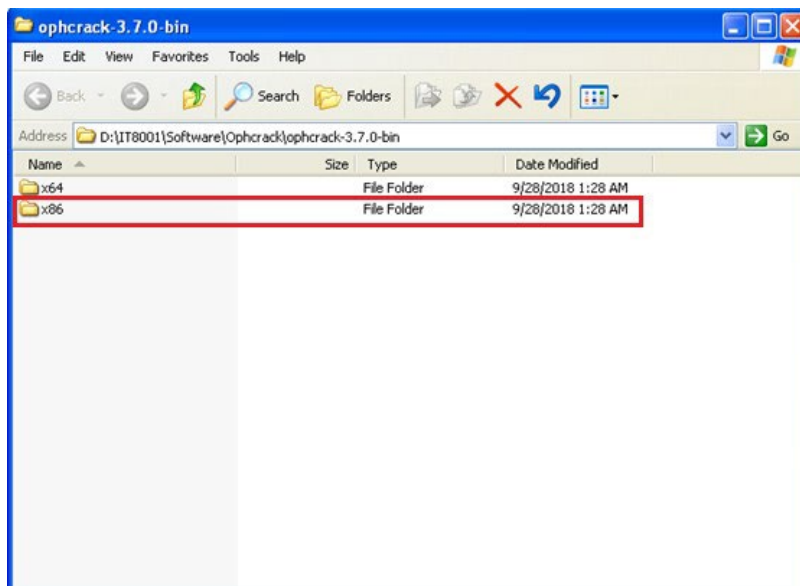 ophcrack-3.7.0-bin
File Edit View Favorites Tools Help
Back Search Folders
Address D:\IT8001\Software\Ophcrack\ophcrack-3.7.0-bin Go
Name Size Type Date Modified
x64 File Folder 9/28/2018 1:28 AM
x86 File Folder 9/28/2018 1:28 AM